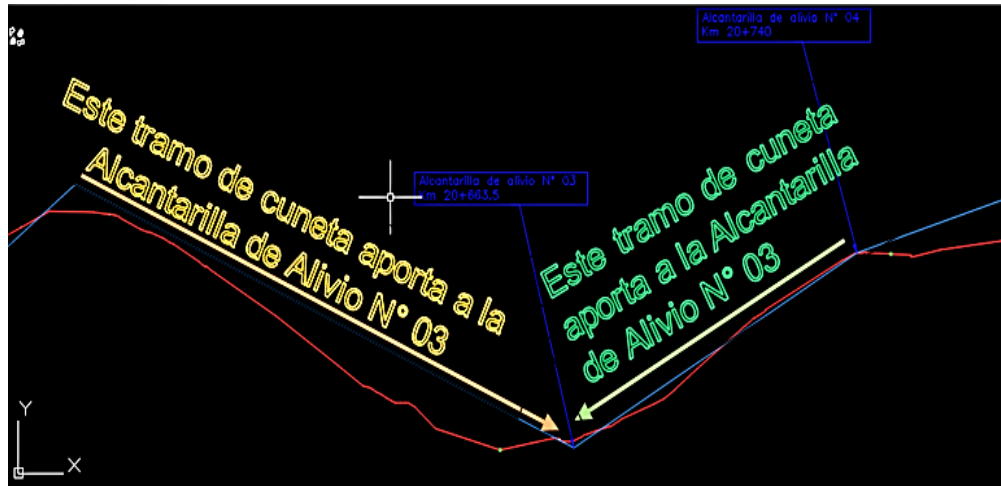 Alcantarilla de alivio N° 04
Km 20+740
Este tramo de cuneta aporta a la
Alcantarilla de Alivio N° 03
Alcantarilla de alivio N° 03
Km 20+663.5
Este tramo de cuneta
aporta a la Alcantarilla
de Alivio N° 03
Y
X